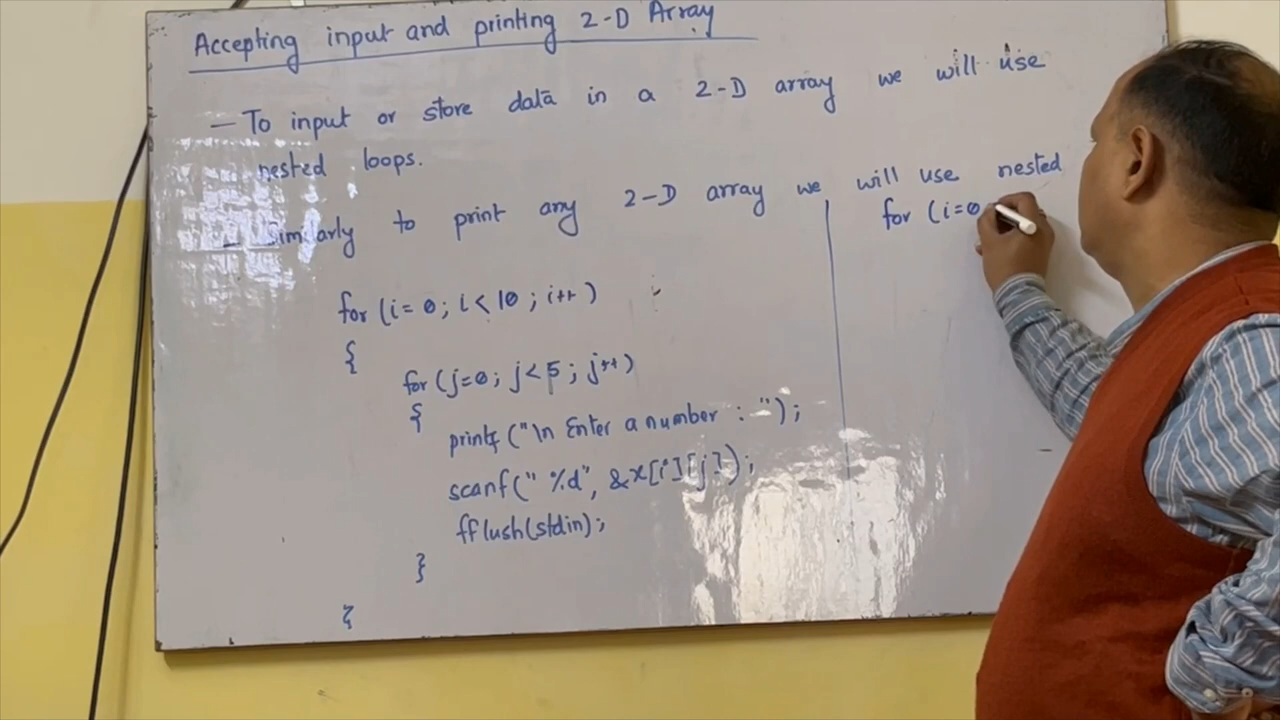 Accepting input and printing 2-D Array
— To input or store data in a 2-D array we will use
nested loops.
— Similarly to print any 2-D array we will use nested
for (i=0; i<10; i++)
{
for (j=0; j<5; j++)
{
printf ("\n Enter a number : ");
scanf(" %d", &x[i][j]);
fflush(stdin);
}
{
for (i=0